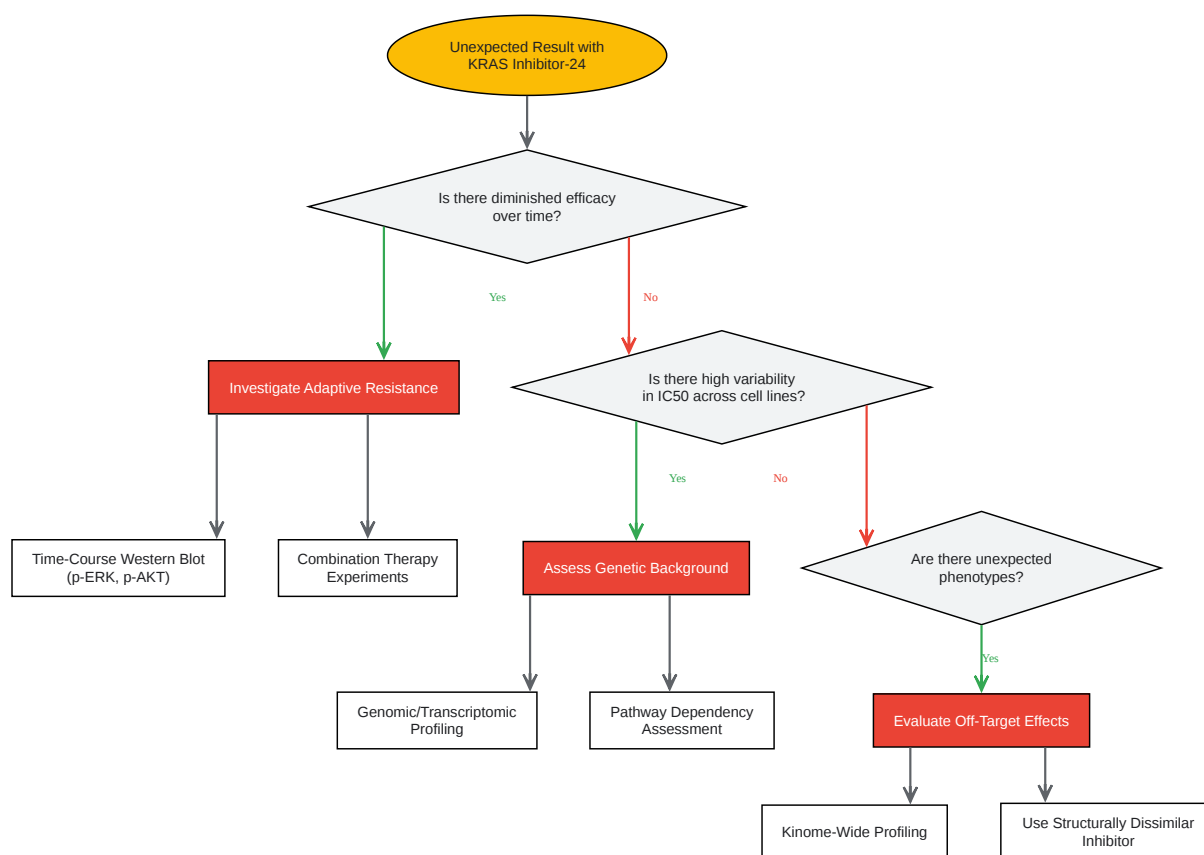 Unexpected Result with
KRAS Inhibitor-24
Is there diminished efficacy
over time?
Yes
No
Investigate Adaptive Resistance
Is there high variability
in IC50 across cell lines?
Yes
No
Time-Course Western Blot
(p-ERK, p-AKT)
Combination Therapy
Experiments
Assess Genetic Background
Are there unexpected
phenotypes?
Yes
Genomic/Transcriptomic
Profiling
Pathway Dependency
Assessment
Evaluate Off-Target Effects
Kinome-Wide Profiling
Use Structurally Dissimilar
Inhibitor